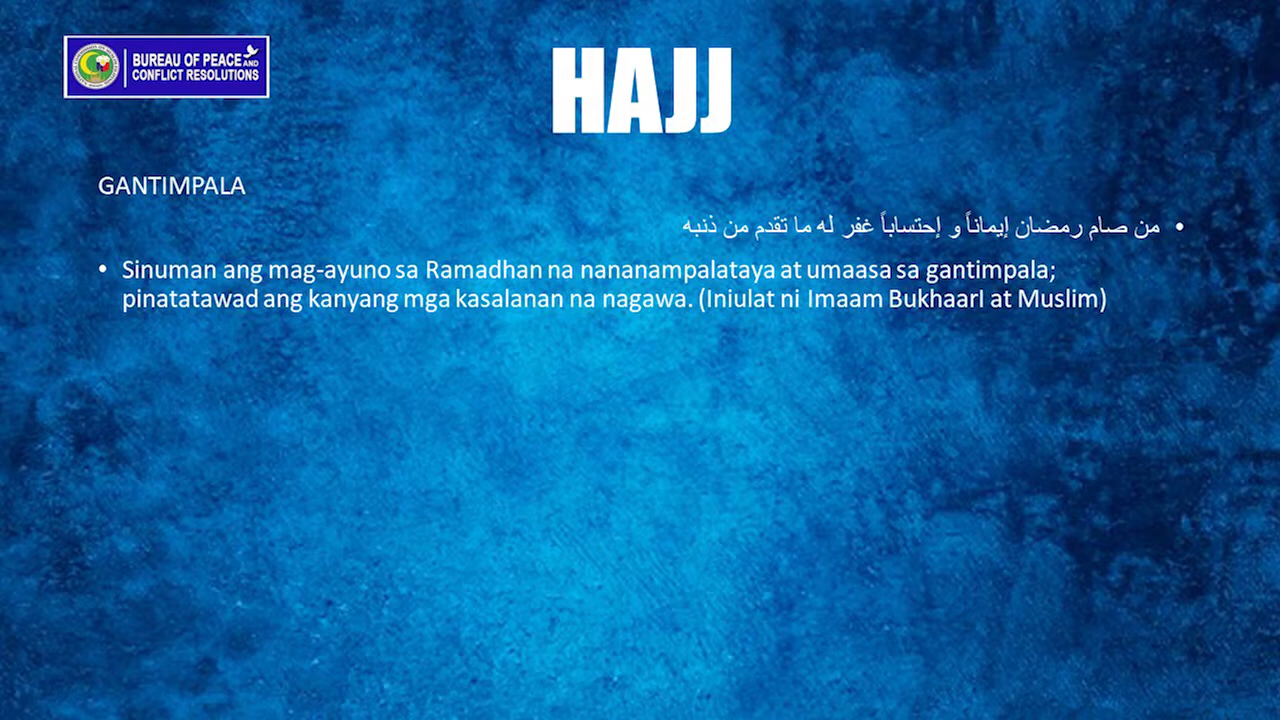 BUREAU OF PEACE AND
CONFLICT RESOLUTIONS
HAJJ
GANTIMPALA
• من صام رمضان إيماناً و إحتساباً غفر له ما تقدم من ذنبه
• Sinuman ang mag-ayuno sa Ramadhan na nananampalataya at umaasa sa gantimpala;
pinatatawad ang kanyang mga kasalanan na nagawa. (Iniulat ni Imaam BukhaarI at Muslim)